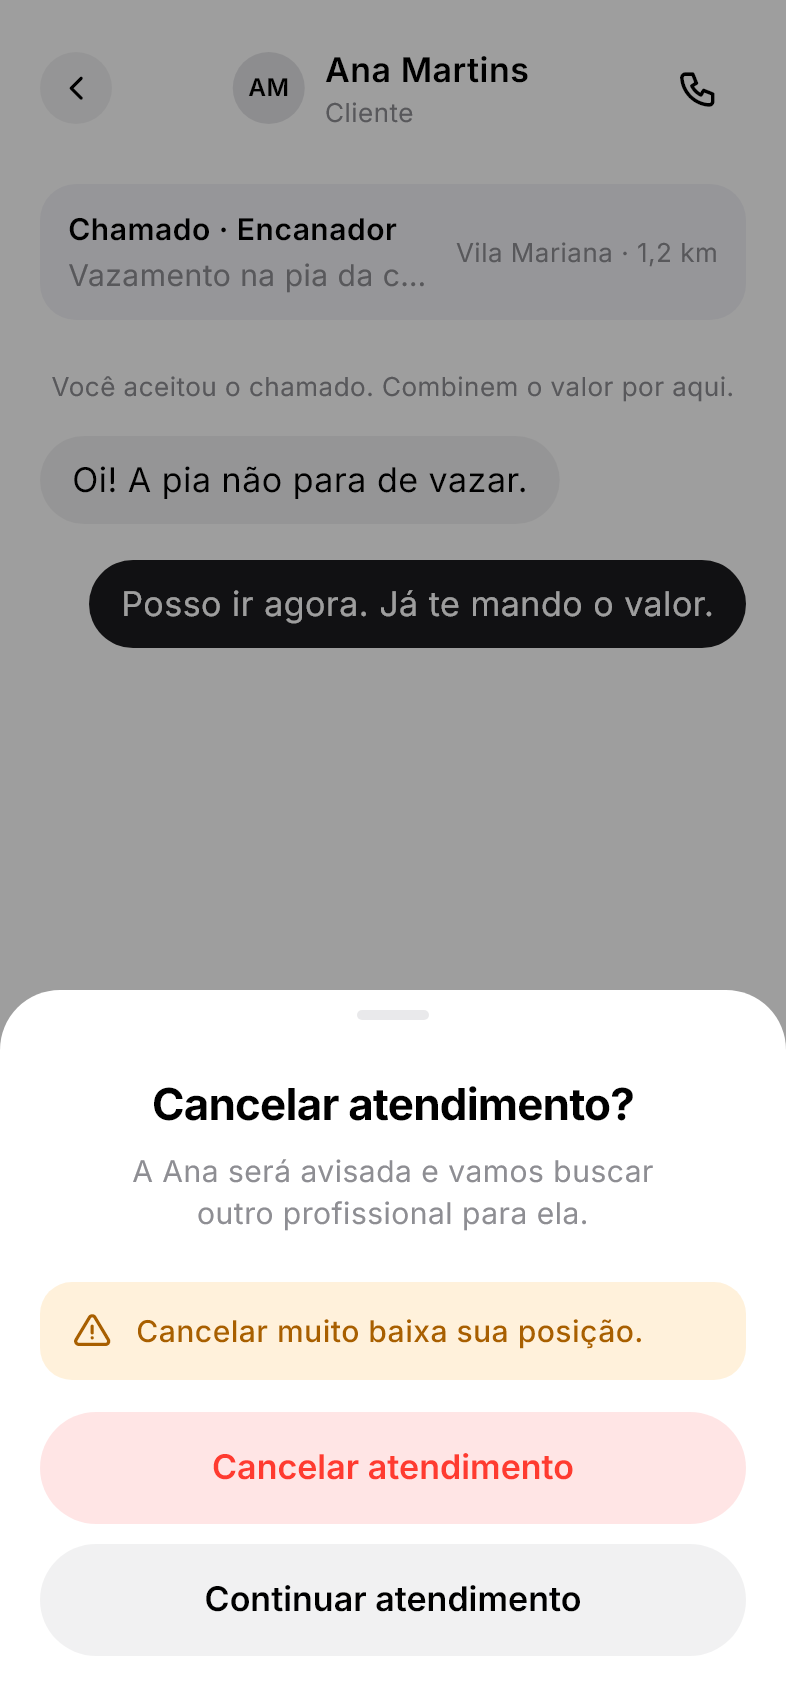 AM
Ana Martins
Cliente
Chamado · Encanador
Vazamento na pia da c...
Vila Mariana · 1,2 km
Você aceitou o chamado. Combinem o valor por aqui.
Oi! A pia não para de vazar.
Posso ir agora. Já te mando o valor.
Cancelar atendimento?
A Ana será avisada e vamos buscar
outro profissional para ela.
Cancelar muito baixa sua posição.
Cancelar atendimento
Continuar atendimento